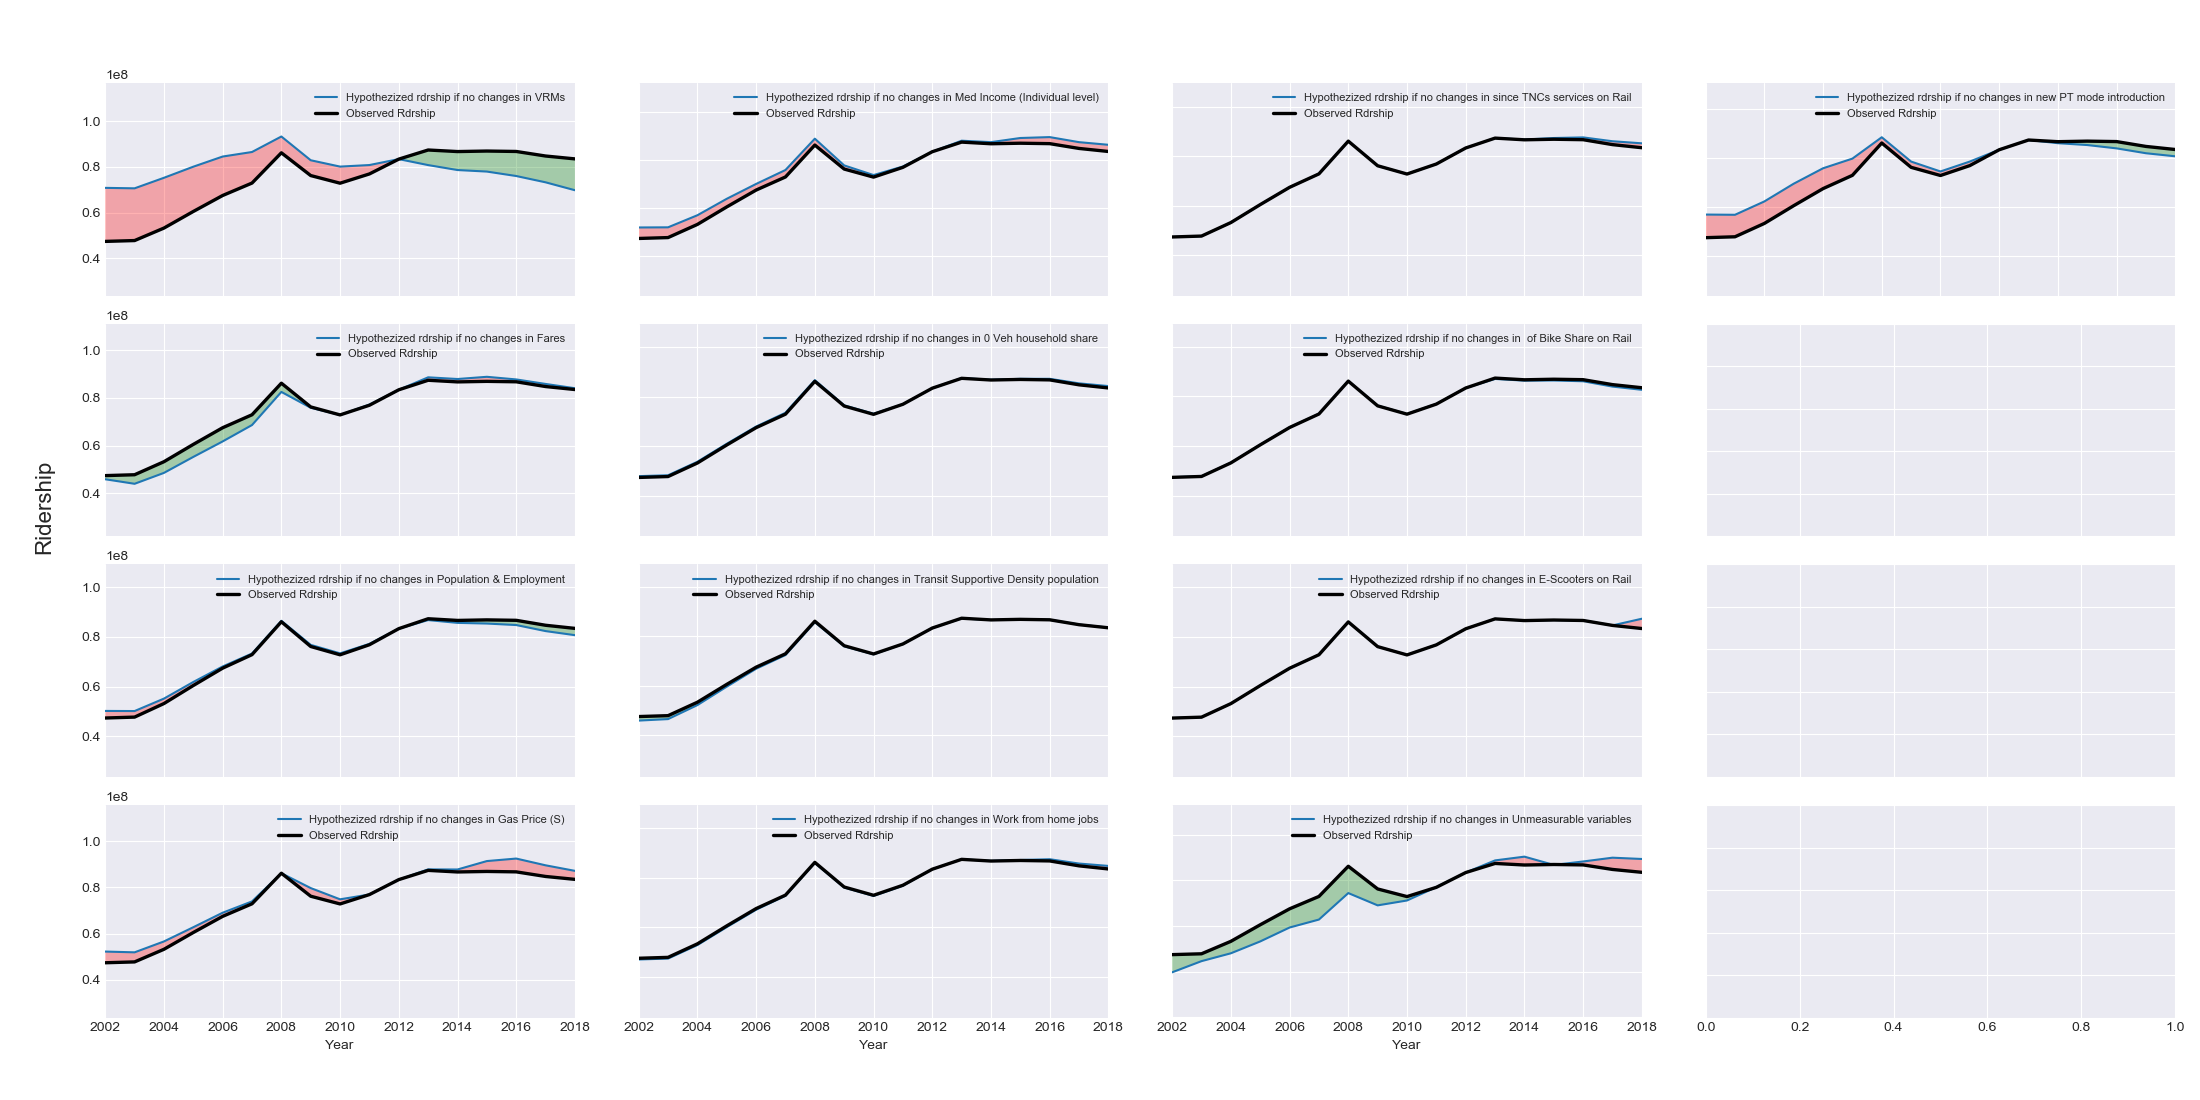 1e8
Hypothezized rdrship if no changes in VRMs
Observed Rdrship
1.0
0.8
0.6
0.4
Hypothezized rdrship if no changes in Med Income (Individual level)
Observed Rdrship
Hypothezized rdrship if no changes in since TNCs services on Rail
Observed Rdrship
Hypothezized rdrship if no changes in new PT mode introduction
Observed Rdrship
1e8
Hypothezized rdrship if no changes in Fares
Observed Rdrship
1.0
0.8
0.6
0.4
Hypothezized rdrship if no changes in 0 Veh household share
Observed Rdrship
Hypothezized rdrship if no changes in  of Bike Share on Rail
Observed Rdrship
Ridership
1e8
Hypothezized rdrship if no changes in Population & Employment
Observed Rdrship
1.0
0.8
0.6
0.4
Hypothezized rdrship if no changes in Transit Supportive Density population
Observed Rdrship
Hypothezized rdrship if no changes in E-Scooters on Rail
Observed Rdrship
1e8
Hypothezized rdrship if no changes in Gas Price (S)
Observed Rdrship
1.0
0.8
0.6
0.4
2002 2004 2006 2008 2010 2012 2014 2016 2018
Year
Hypothezized rdrship if no changes in Work from home jobs
Observed Rdrship
2002 2004 2006 2008 2010 2012 2014 2016 2018
Year
Hypothezized rdrship if no changes in Unmeasurable variables
Observed Rdrship
2002 2004 2006 2008 2010 2012 2014 2016 2018
Year
0.0 0.2 0.4 0.6 0.8 1.0